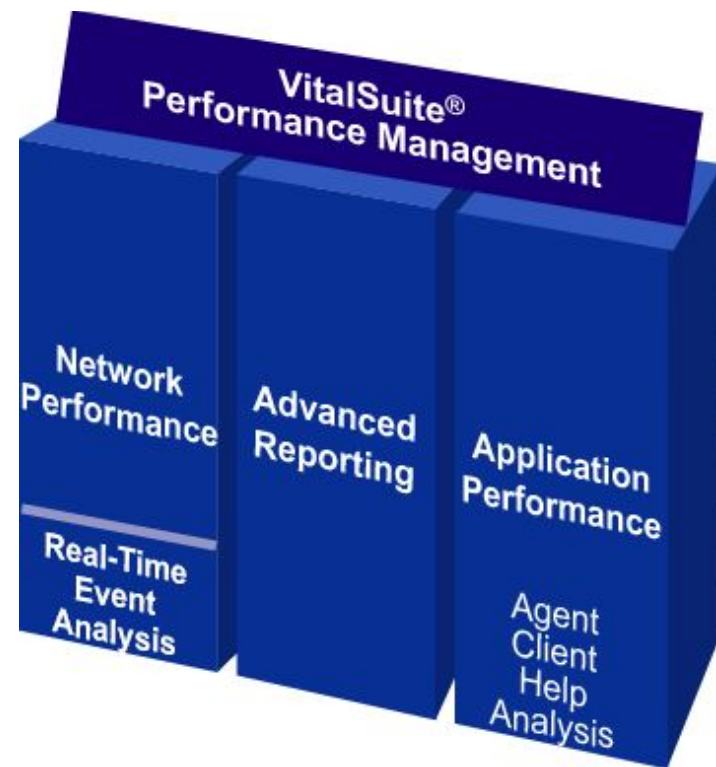 VitalSuite®
Performance Management
Network
Performance
Real-Time
Event
Analysis
Advanced
Reporting
Application
Performance
Agent
Client
Help
Analysis